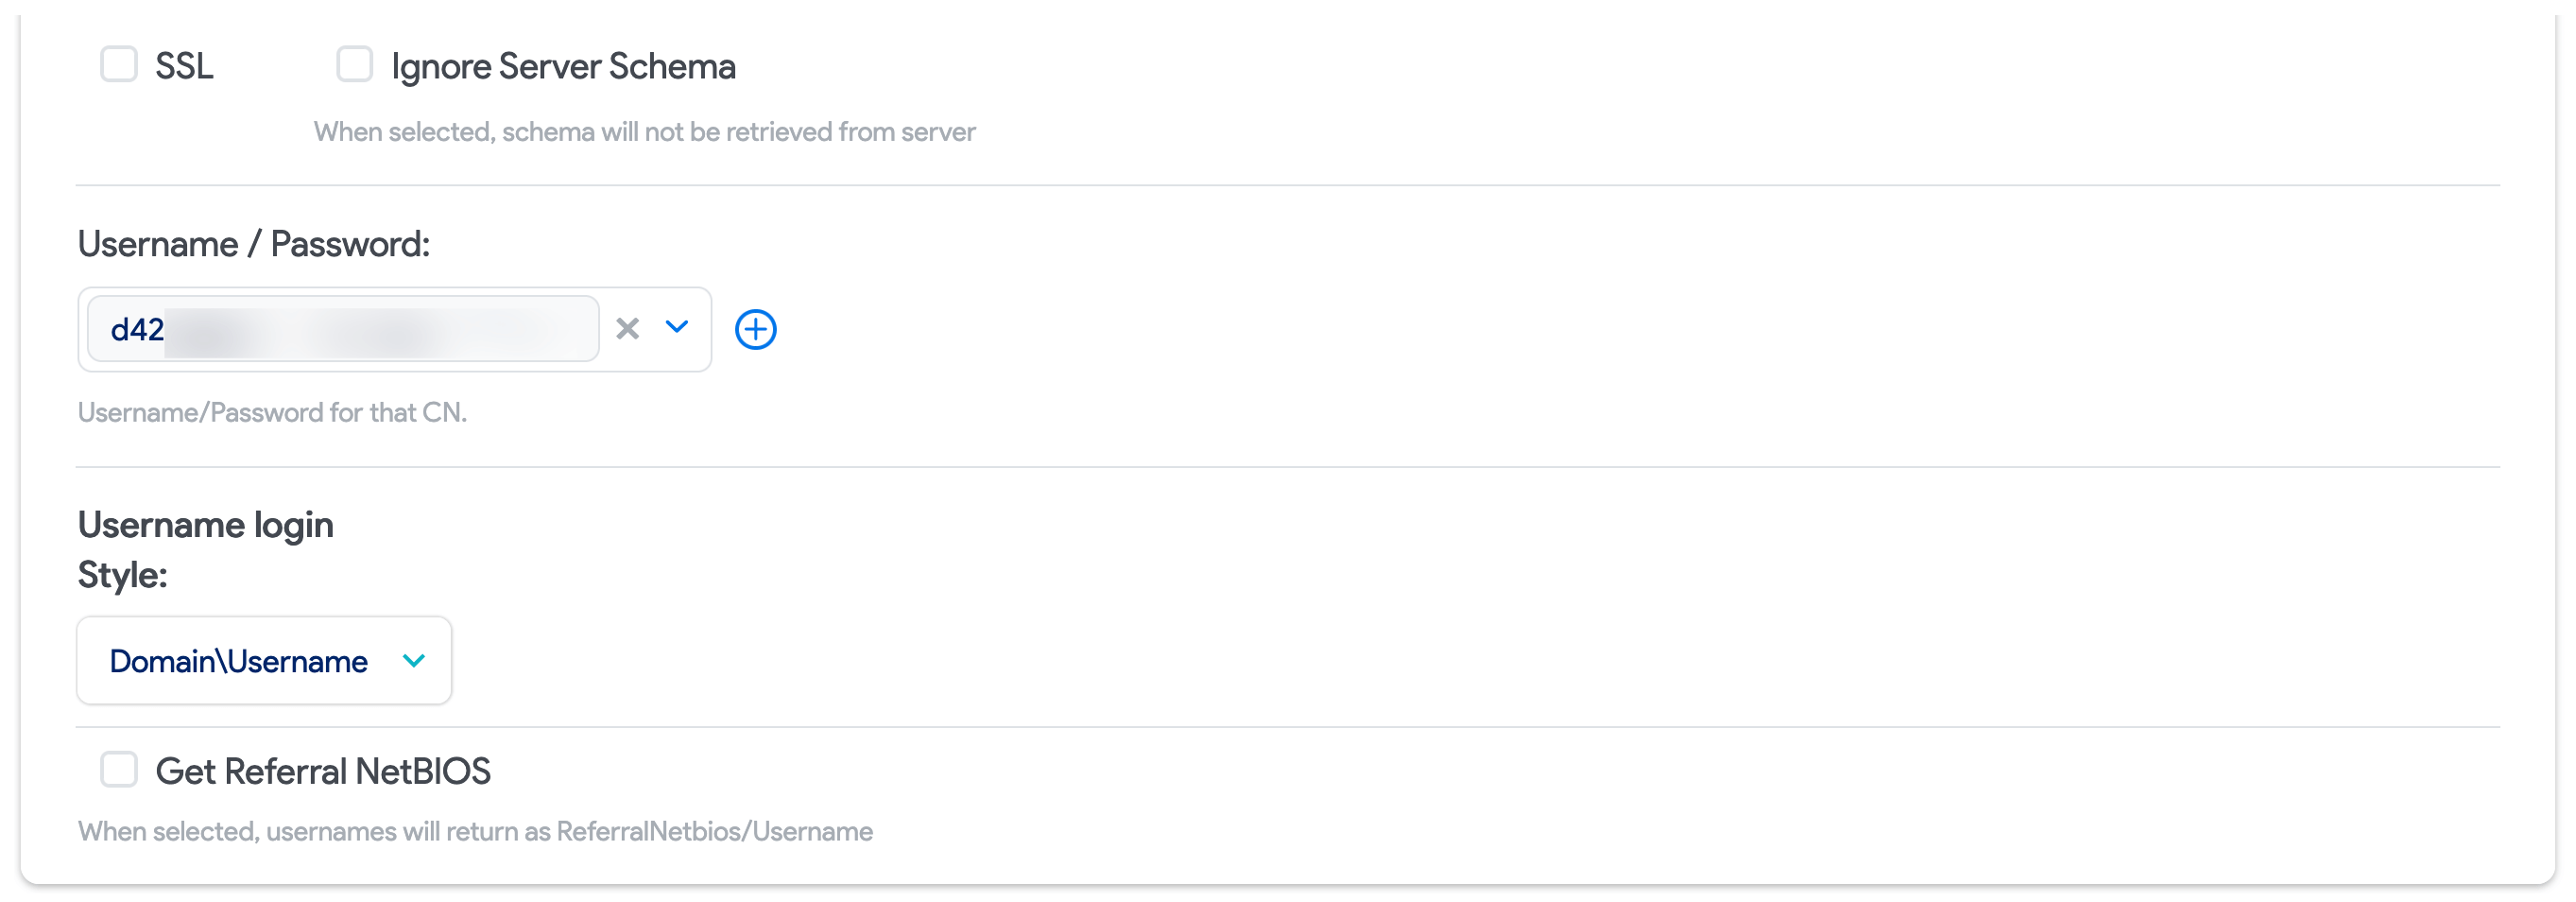 SSL
Ignore Server Schema
When selected, schema will not be retrieved from server
Username / Password:
d42
Username/Password for that CN.
Username login
Style:
Domain\Username
Get Referral NetBIOS
When selected, usernames will return as ReferralNetbios/Username